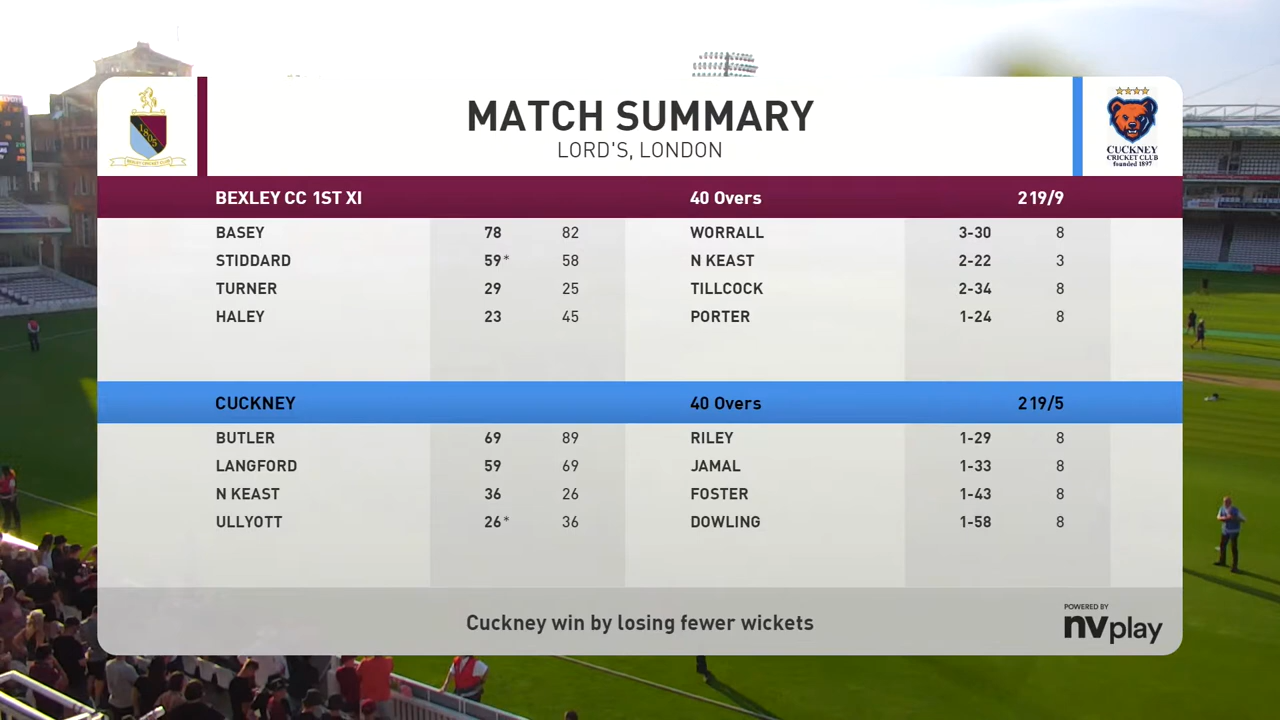 MATCH SUMMARY
LORD'S, LONDON
1805
BEXLEY CRICKET CLUB
CUCKNEY
CRICKET CLUB
founded 1897
BEXLEY CC 1ST XI 40 Overs 219/9
BASEY 78 82 WORRALL 3-30 8
STIDDARD 59* 58 N KEAST 2-22 3
TURNER 29 25 TILLCOCK 2-34 8
HALEY 23 45 PORTER 1-24 8
CUCKNEY 40 Overs 219/5
BUTLER 69 89 RILEY 1-29 8
LANGFORD 59 69 JAMAL 1-33 8
N KEAST 36 26 FOSTER 1-43 8
ULLYOTT 26* 36 DOWLING 1-58 8
Cuckney win by losing fewer wickets
POWERED BY
nvplay